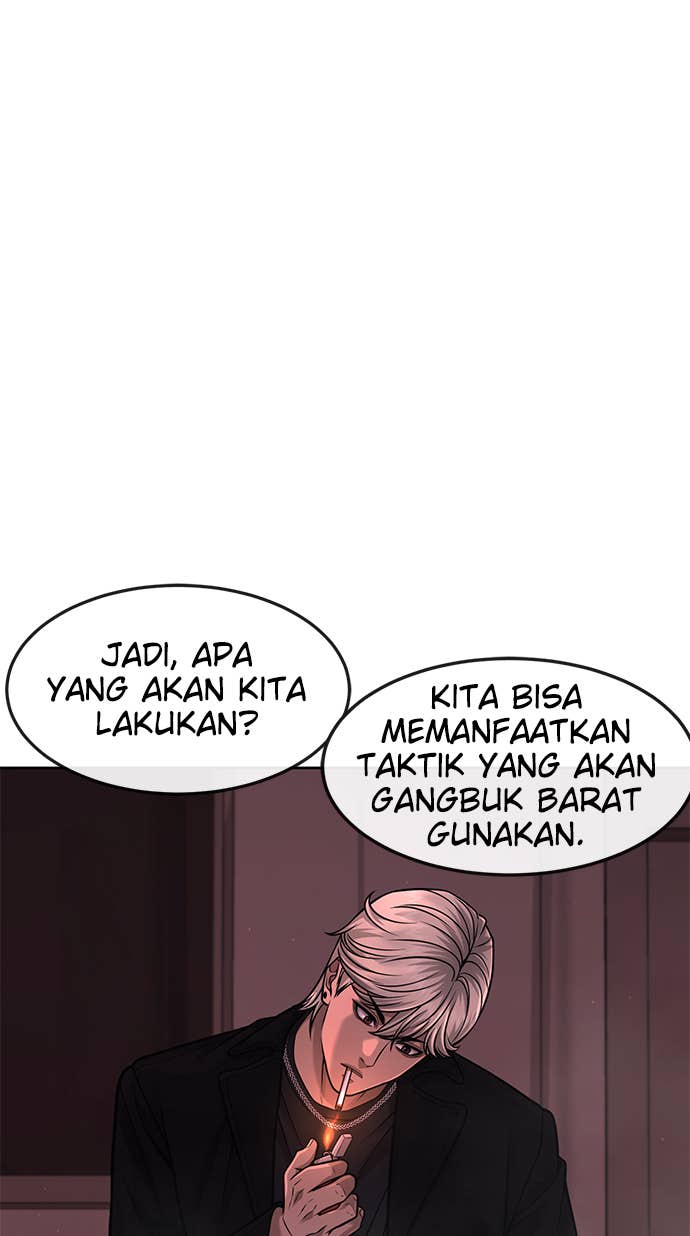 JADI, APA
YANG AKAN KITA
LAKUKAN?
KITA BISA
MEMANFAATKAN
TAKTIK YANG AKAN
GANGBUK BARAT
GUNAKAN.